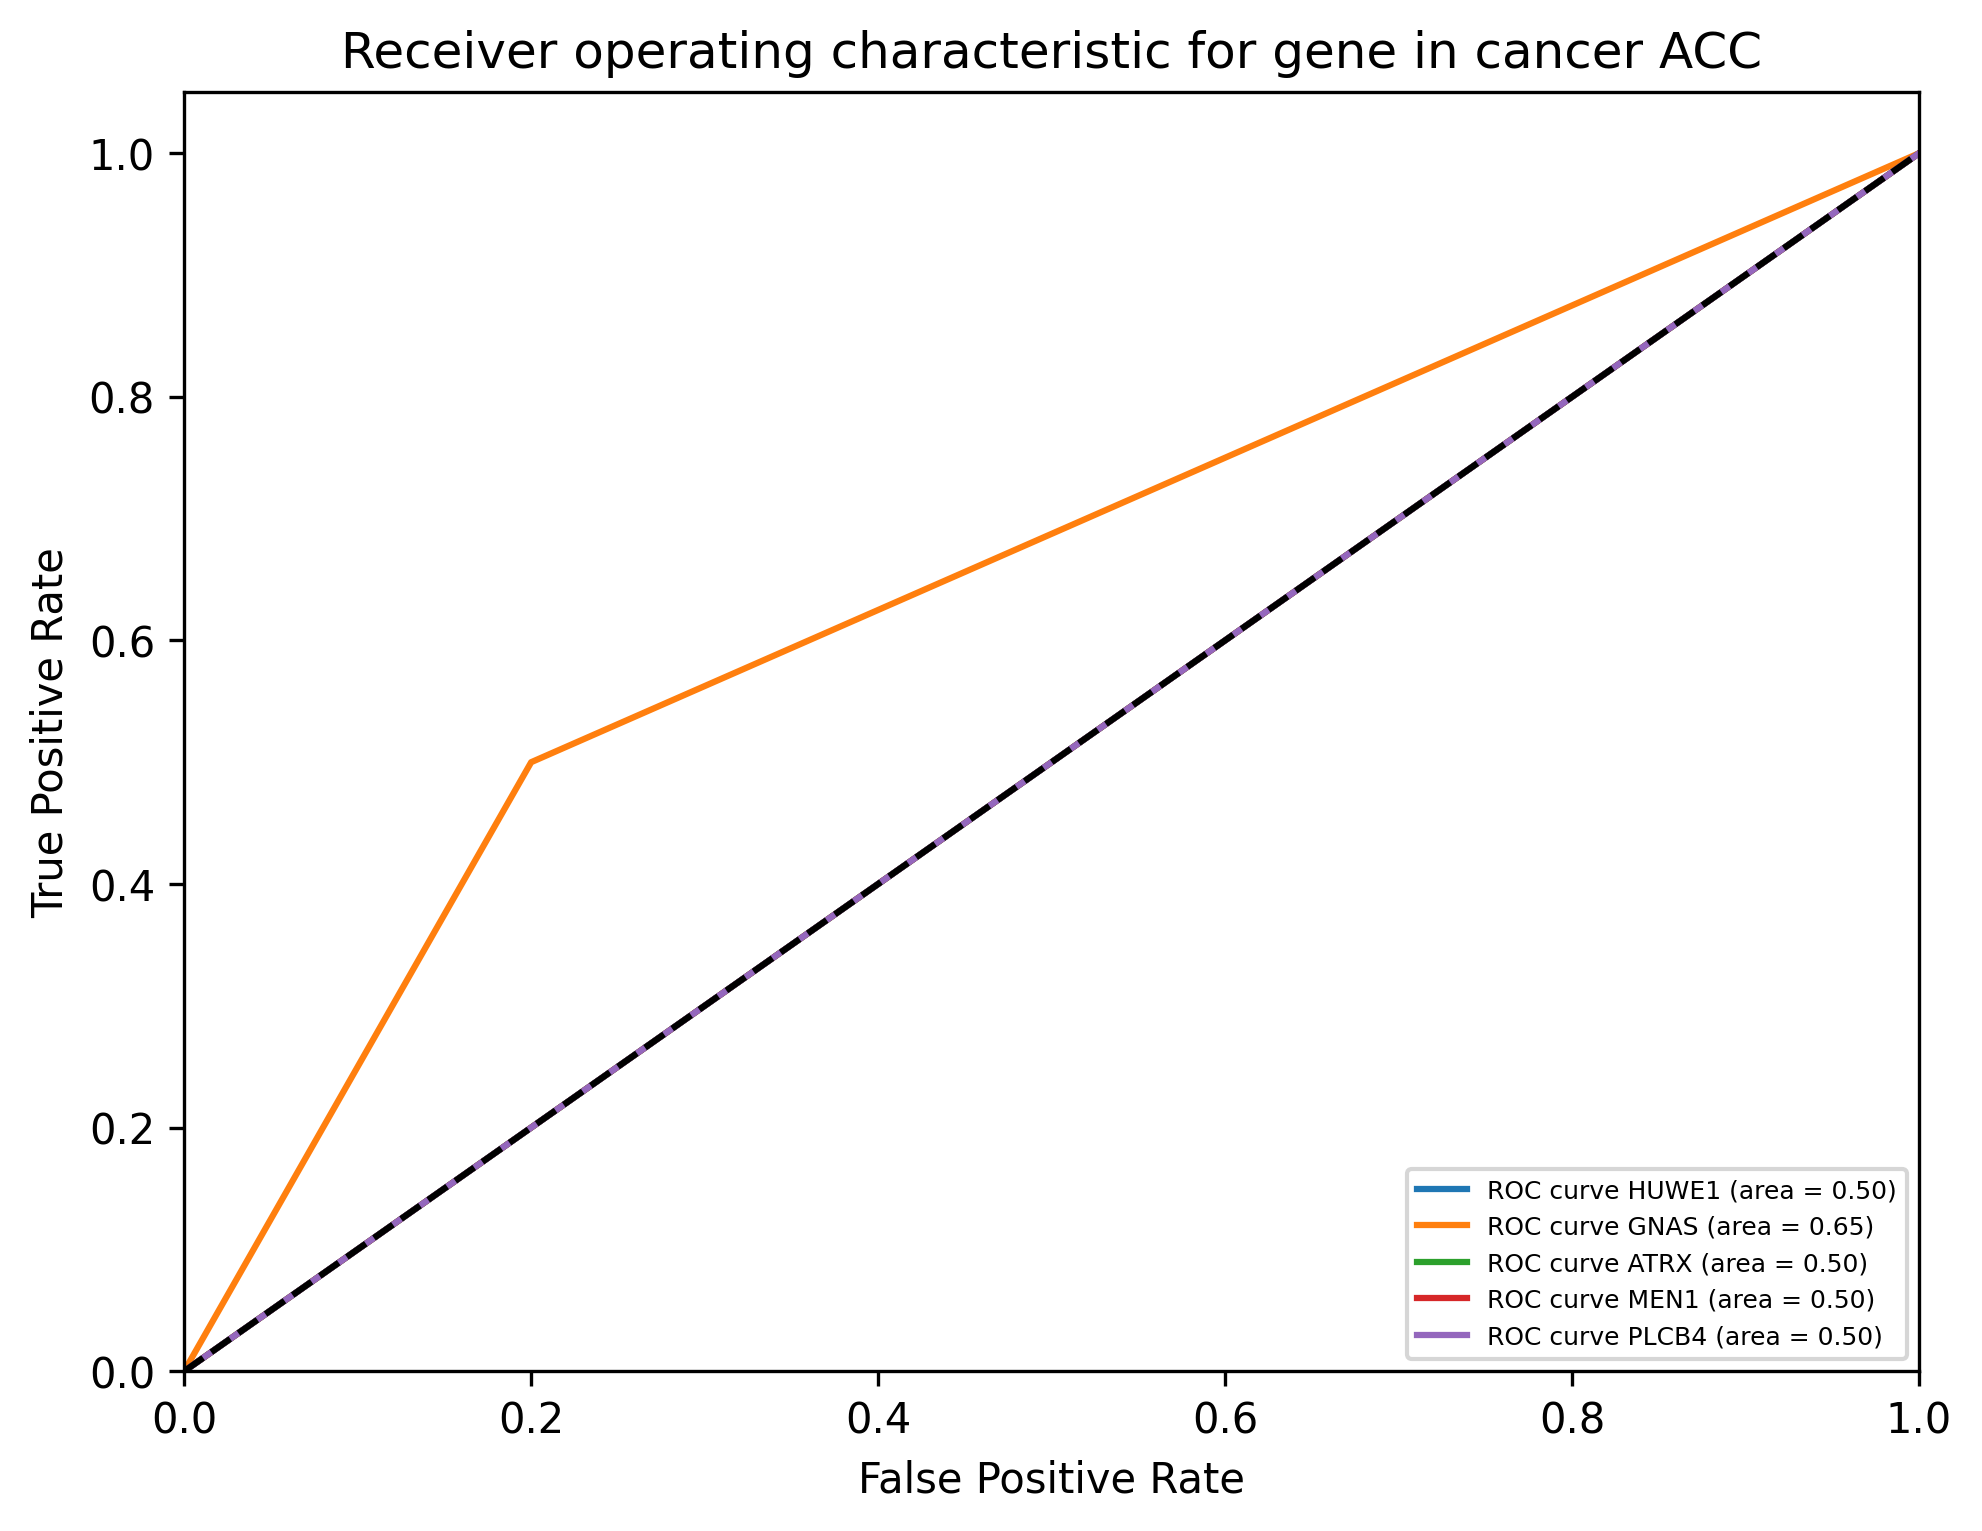 Receiver operating characteristic for gene in cancer ACC
True Positive Rate
1.0
0.8
0.6
0.4
0.2
0.0
0.0 0.2 0.4 0.6 0.8 1.0
False Positive Rate
ROC curve HUWE1 (area = 0.50)
ROC curve GNAS (area = 0.65)
ROC curve ATRX (area = 0.50)
ROC curve MEN1 (area = 0.50)
ROC curve PLCB4 (area = 0.50)